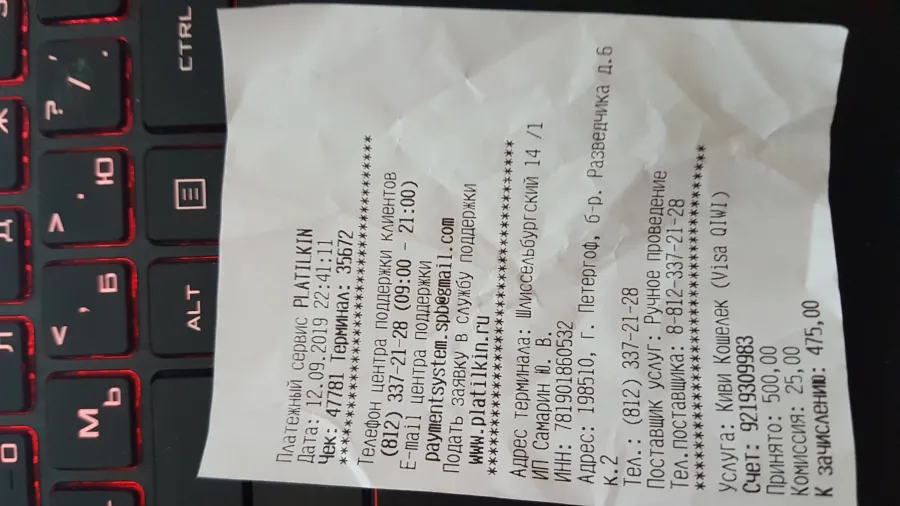 Платежный сервис PLATILKIN
Дата: 12.09.2019 22:41:11
Чек: 47781 Терминал: 35672
Телефон центра поддержки клиентов
(812) 337-21-28 (09:00 - 21:00)
E-mail центра поддержки
paymentsystem.spb@gmail.com
Подать заявку в службу поддержки
www.platilkin.ru
Адрес терминала: Шлиссельбургский 14 /1
ИП Самарин Ю. В.
ИНН: 781901860582
Адрес: 198510, г. Петергоф, б-р. Разведчика д.6
к.2
Тел.: (812) 337-21-28
Поставщик услуг: Ручное проведение
Тел.поставщика: 8-812-337-21-28
Услуга: Киви Кошелек (Visa QIWI)
Счет: 9219309983
Принято: 500,00
Комиссия: 25,00
К зачислению: 475,00
CTRL
ALT
? / ,
> . Ю
< , Б
М Ь
Ж
Д
Л
О